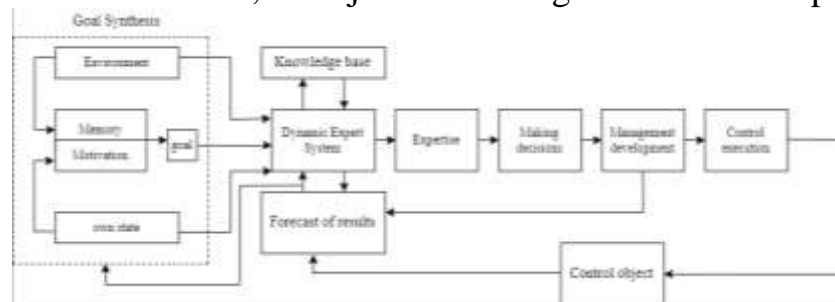 Goal Synthesis
Environment
Knowledge base
Memory
Motivation
goal
Dynamic Expert
System
Expertise
Making
decisions
Management
development
Control
execution
own state
Forecast of results
Control object